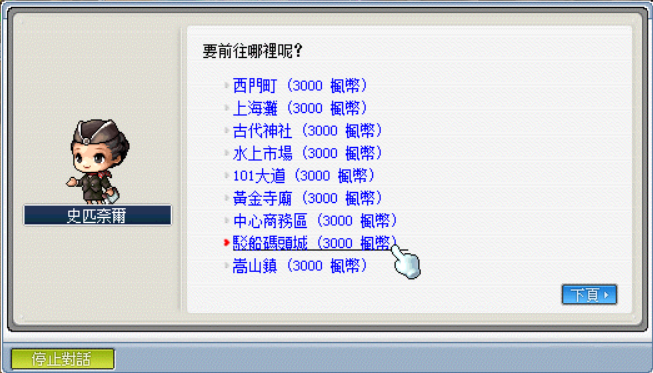 要前往哪裡呢?
西門町 (3000 楓幣)
上海灘 (3000 楓幣)
古代神社 (3000 楓幣)
水上市場 (3000 楓幣)
101大道 (3000 楓幣)
黃金寺廟 (3000 楓幣)
中心商務區 (3000 楓幣)
駁船碼頭城 (3000 楓幣)
嵩山鎮 (3000 楓幣)
史匹奈爾
下頁
停止對話